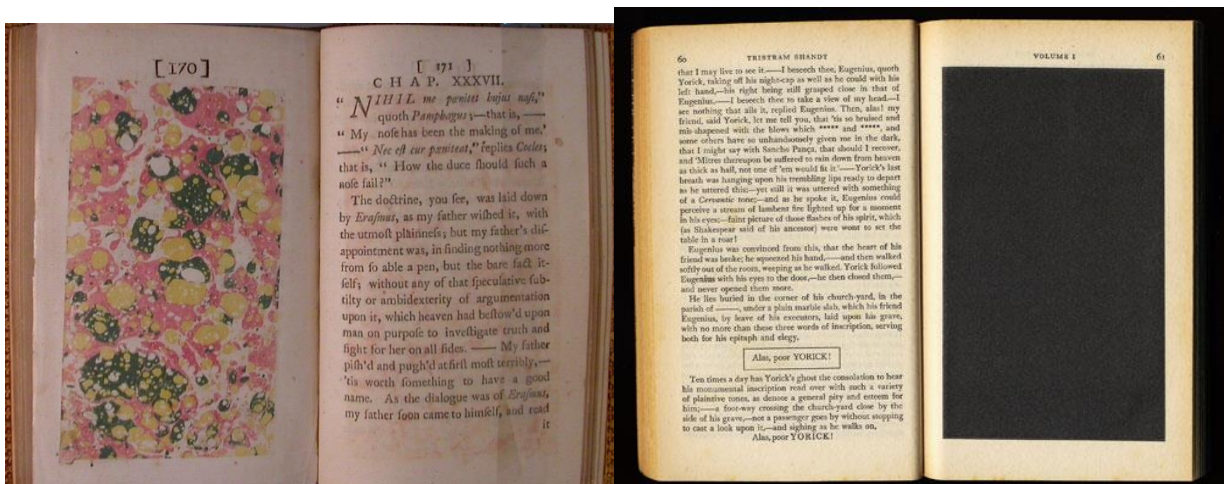 [ 170 ]
[ 171 ]
C H A P. XXXVII.
“ NIHIL me pœnitet hujus naſi,”
“ quoth Pamphagus;—that is, ——
“ My noſe has been the making of me.’
——“ Nec eſt cur pœniteat,” replies Cocles;
that is, “ How the duce ſhould ſuch a
noſe fail?”
The doctrine, you ſee, was laid down
by Eraſmus, as my father wiſhed it, with
the utmoſt plainneſs; but my father’s diſ-
appointment was, in finding nothing more
from ſo able a pen, but the bare fact it-
ſelf; without any of that ſpeculative ſub-
tilty or ambidexterity of argumentation
upon it, which heaven had beſtow’d upon
man on purpoſe to inveſtigate truth and
fight for her on all ſides. —— My father
piſh’d and pugh’d at firſt moſt terribly,—
’tis worth ſomething to have a good
name. As the dialogue was of Eraſmus,
my father ſoon came to himſelf, and read
it
60 TRISTRAM SHANDY
that I may live to see it.——I beseech thee, Eugenius, quoth
Yorick, taking off his night-cap as well as he could with his
left hand,—his right being still grasped close in that of
Eugenius,——I beseech thee to take a view of my head.—I
see nothing that ails it, replied Eugenius. Then, alas! my
friend, said Yorick, let me tell you, that ’tis so bruised and
mis-shapened with the blows which ***** and *****, and
some others have so unhandsomely given me in the dark,
that I might say with Sancho Pança, that should I recover,
and ‘Mitres thereupon be suffered to rain down from heaven
as thick as hail, not one of ’em would fit it.’——Yorick’s last
breath was hanging upon his trembling lips ready to depart
as he uttered this;—yet still it was uttered with something
of a Cervantic tone;—and as he spoke it, Eugenius could
perceive a stream of lambent fire lighted up for a moment
in his eyes;—faint picture of those flashes of his spirit, which
(as Shakespear said of his ancestor) were wont to set the
table in a roar!
Eugenius was convinced from this, that the heart of his
friend was broke; he squeezed his hand,——and then walked
softly out of the room, weeping as he walked. Yorick followed
Eugenius with his eyes to the door,—he then closed them,—
and never opened them more.
He lies buried in the corner of his church-yard, in the
parish of ———, under a plain marble slab, which his friend
Eugenius, by leave of his executors, laid upon his grave,
with no more than these three words of inscription, serving
both for his epitaph and elegy.
Alas, poor YORICK!
Ten times a day has Yorick’s ghost the consolation to hear
his monumental inscription read over with such a variety
of plaintive tones, as denote a general pity and esteem for
him;——a foot-way crossing the church-yard close by the
side of his grave,—not a passenger goes by without stopping
to cast a look upon it,—and sighing as he walks on,
Alas, poor YORICK!
VOLUME I 61